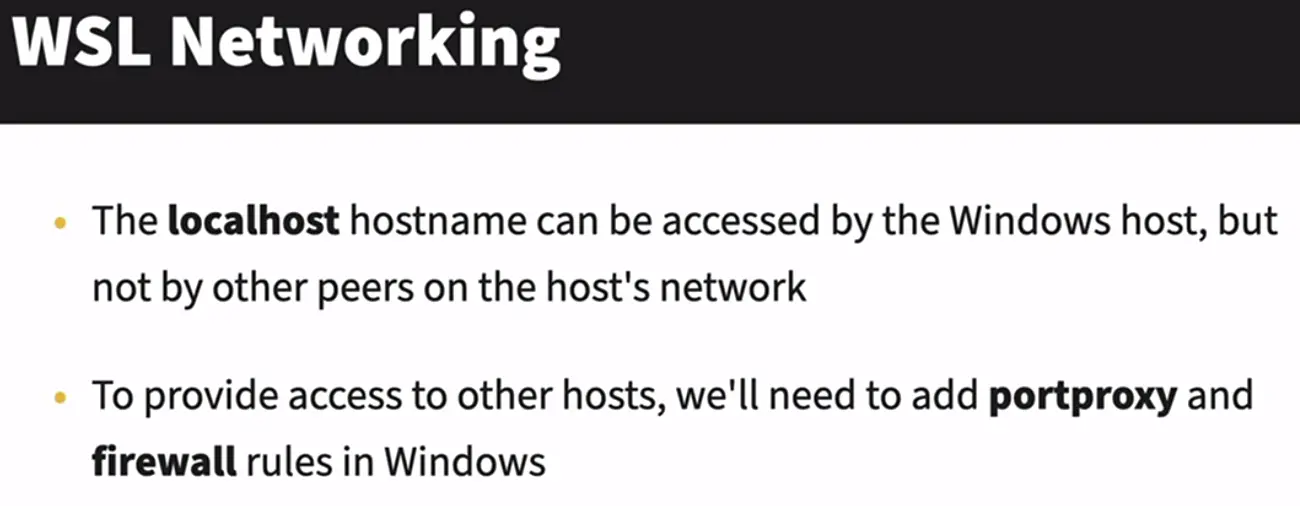 WSL Networking
The localhost hostname can be accessed by the Windows host, but
not by other peers on the host's network
To provide access to other hosts, we'll need to add portproxy and
firewall rules in Windows